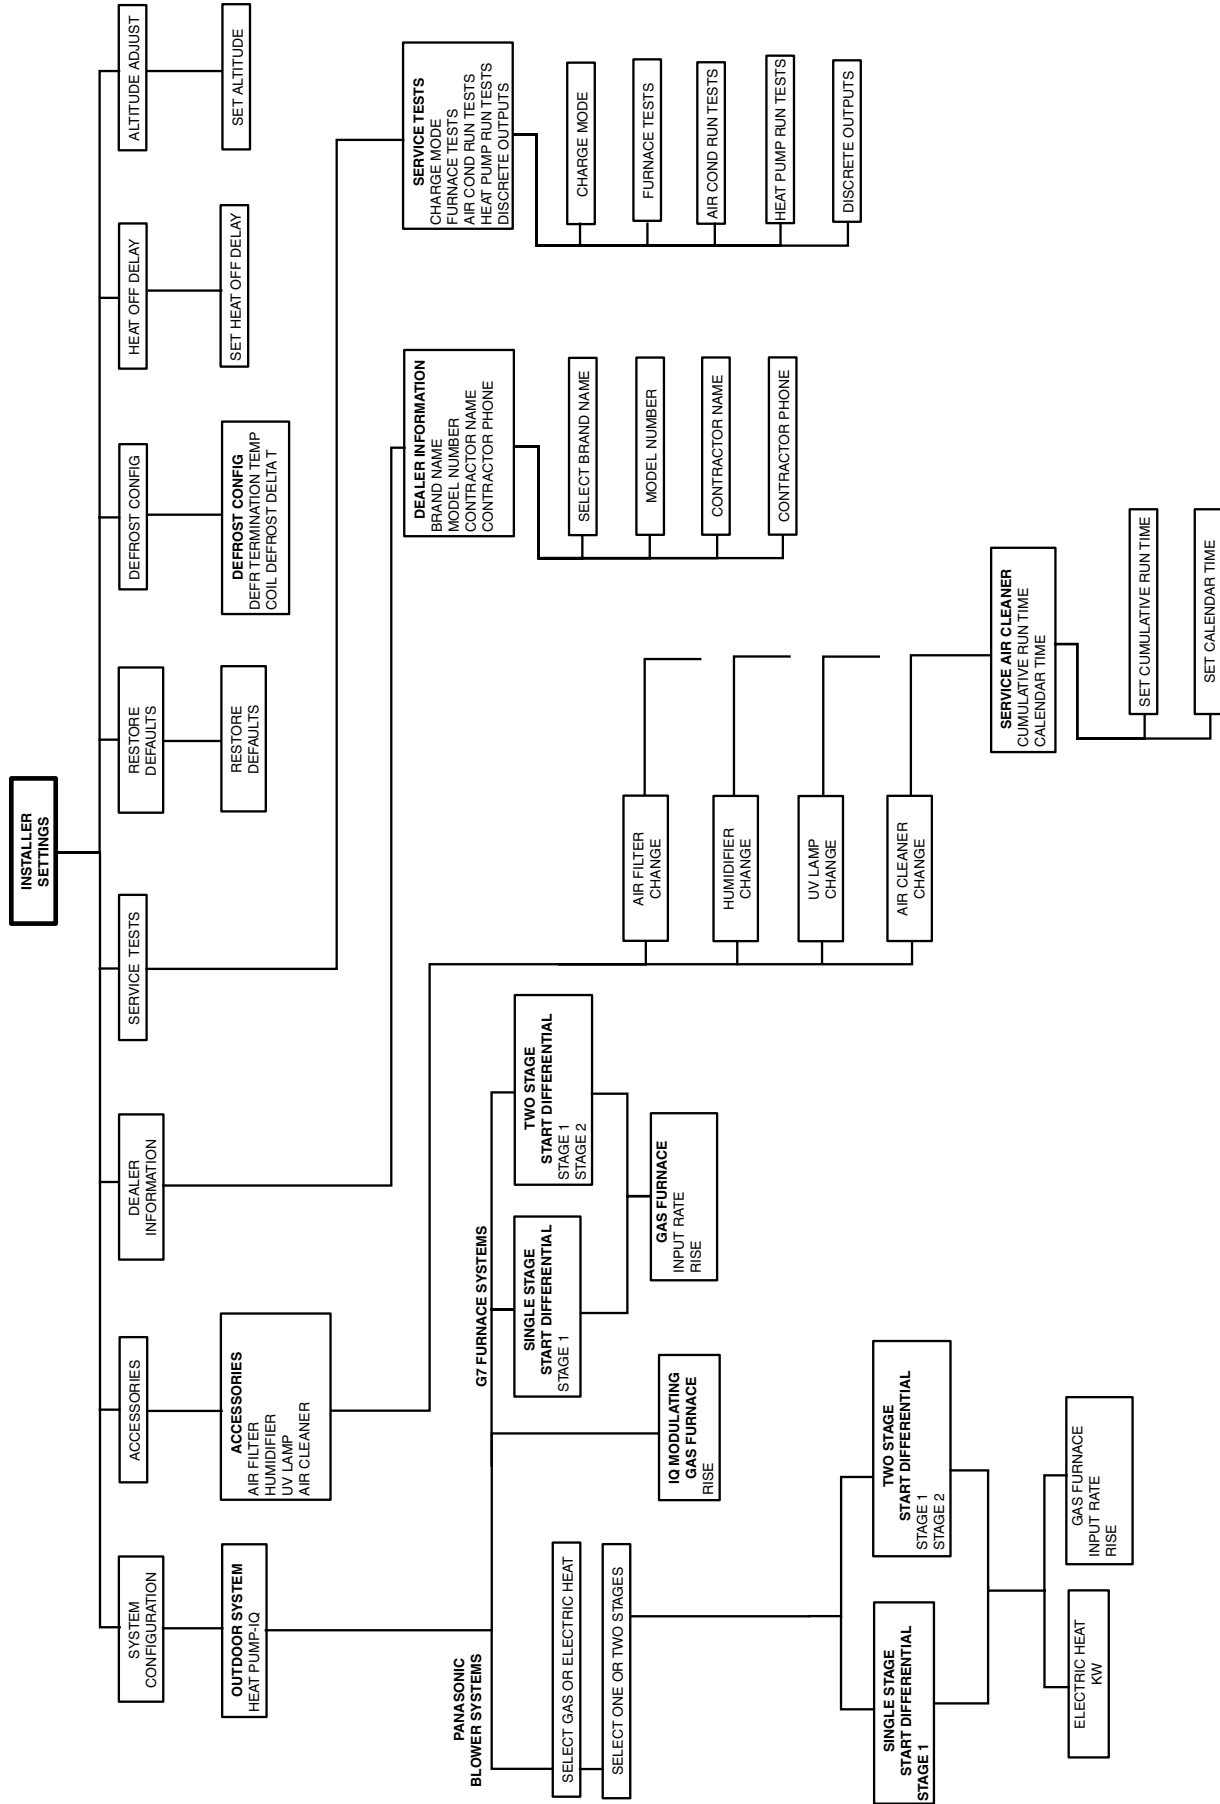 INSTALLER
SETTINGS
SYSTEM
CONFIGURATION
ACCESSORIES
DEALER
INFORMATION
SERVICE TESTS
RESTORE
DEFAULTS
DEFROST CONFIG
HEAT OFF DELAY
ALTITUDE ADJUST
OUTDOOR SYSTEM
HEAT PUMP-IQ
ACCESSORIES
AIR FILTER
HUMIDIFIER
UV LAMP
AIR CLEANER
RESTORE
DEFAULTS
DEFROST CONFIG
DEFR TERMINATION TEMP
COIL DEFROST DELTA T
SET HEAT OFF DELAY
SET ALTITUDE
DEALER INFORMATION
BRAND NAME
MODEL NUMBER
CONTRACTOR NAME
CONTRACTOR PHONE
SERVICE TESTS
CHARGE MODE
FURNACE TESTS
AIR COND RUN TESTS
HEAT PUMP RUN TESTS
DISCRETE OUTPUTS
PANASONIC
BLOWER SYSTEMS
G7 FURNACE SYSTEMS
SELECT GAS OR ELECTRIC HEAT
SELECT ONE OR TWO STAGES
SINGLE STAGE
START DIFFERENTIAL
STAGE 1
TWO STAGE
START DIFFERENTIAL
STAGE 1
STAGE 2
SELECT BRAND NAME
MODEL NUMBER
CONTRACTOR NAME
CONTRACTOR PHONE
CHARGE MODE
FURNACE TESTS
AIR COND RUN TESTS
HEAT PUMP RUN TESTS
DISCRETE OUTPUTS
IQ MODULATING
GAS FURNACE
RISE
GAS FURNACE
INPUT RATE
RISE
AIR FILTER
CHANGE
HUMIDIFIER
CHANGE
UV LAMP
CHANGE
AIR CLEANER
CHANGE
SINGLE STAGE
START DIFFERENTIAL
STAGE 1
TWO STAGE
START DIFFERENTIAL
STAGE 1
STAGE 2
SERVICE AIR CLEANER
CUMULATIVE RUN TIME
CALENDAR TIME
ELECTRIC HEAT
KW
GAS FURNACE
INPUT RATE
RISE
SET CUMULATIVE RUN TIME
SET CALENDAR TIME